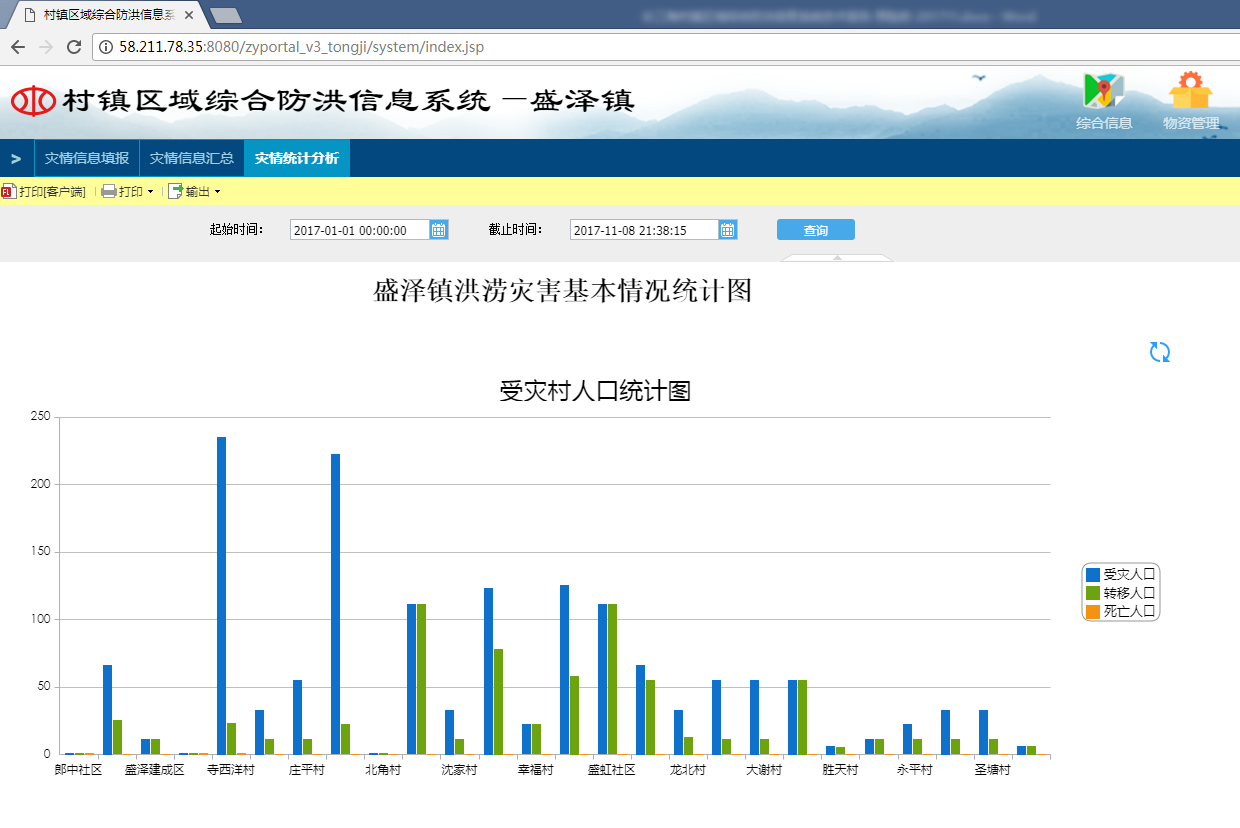 村镇区域综合防洪信息系
58.211.78.35:8080/zyportal_v3_tongji/system/index.jsp
村镇区域综合防洪信息系统 —盛泽镇
综合信息 物资管理
> 灾情信息填报 灾情信息汇总 灾情统计分析
打印[客户端] 打印 输出
起始时间： 2017-01-01 00:00:00 截止时间： 2017-11-08 21:38:15 查询
盛泽镇洪涝灾害基本情况统计图
受灾村人口统计图
250
200
150
100
50
0
受灾人口
转移人口
死亡人口
郎中社区 盛泽建成区 寺西洋村 庄平村 北角村 沈家村 幸福村 盛虹社区 龙北村 大谢村 胜天村 永平村 圣塘村